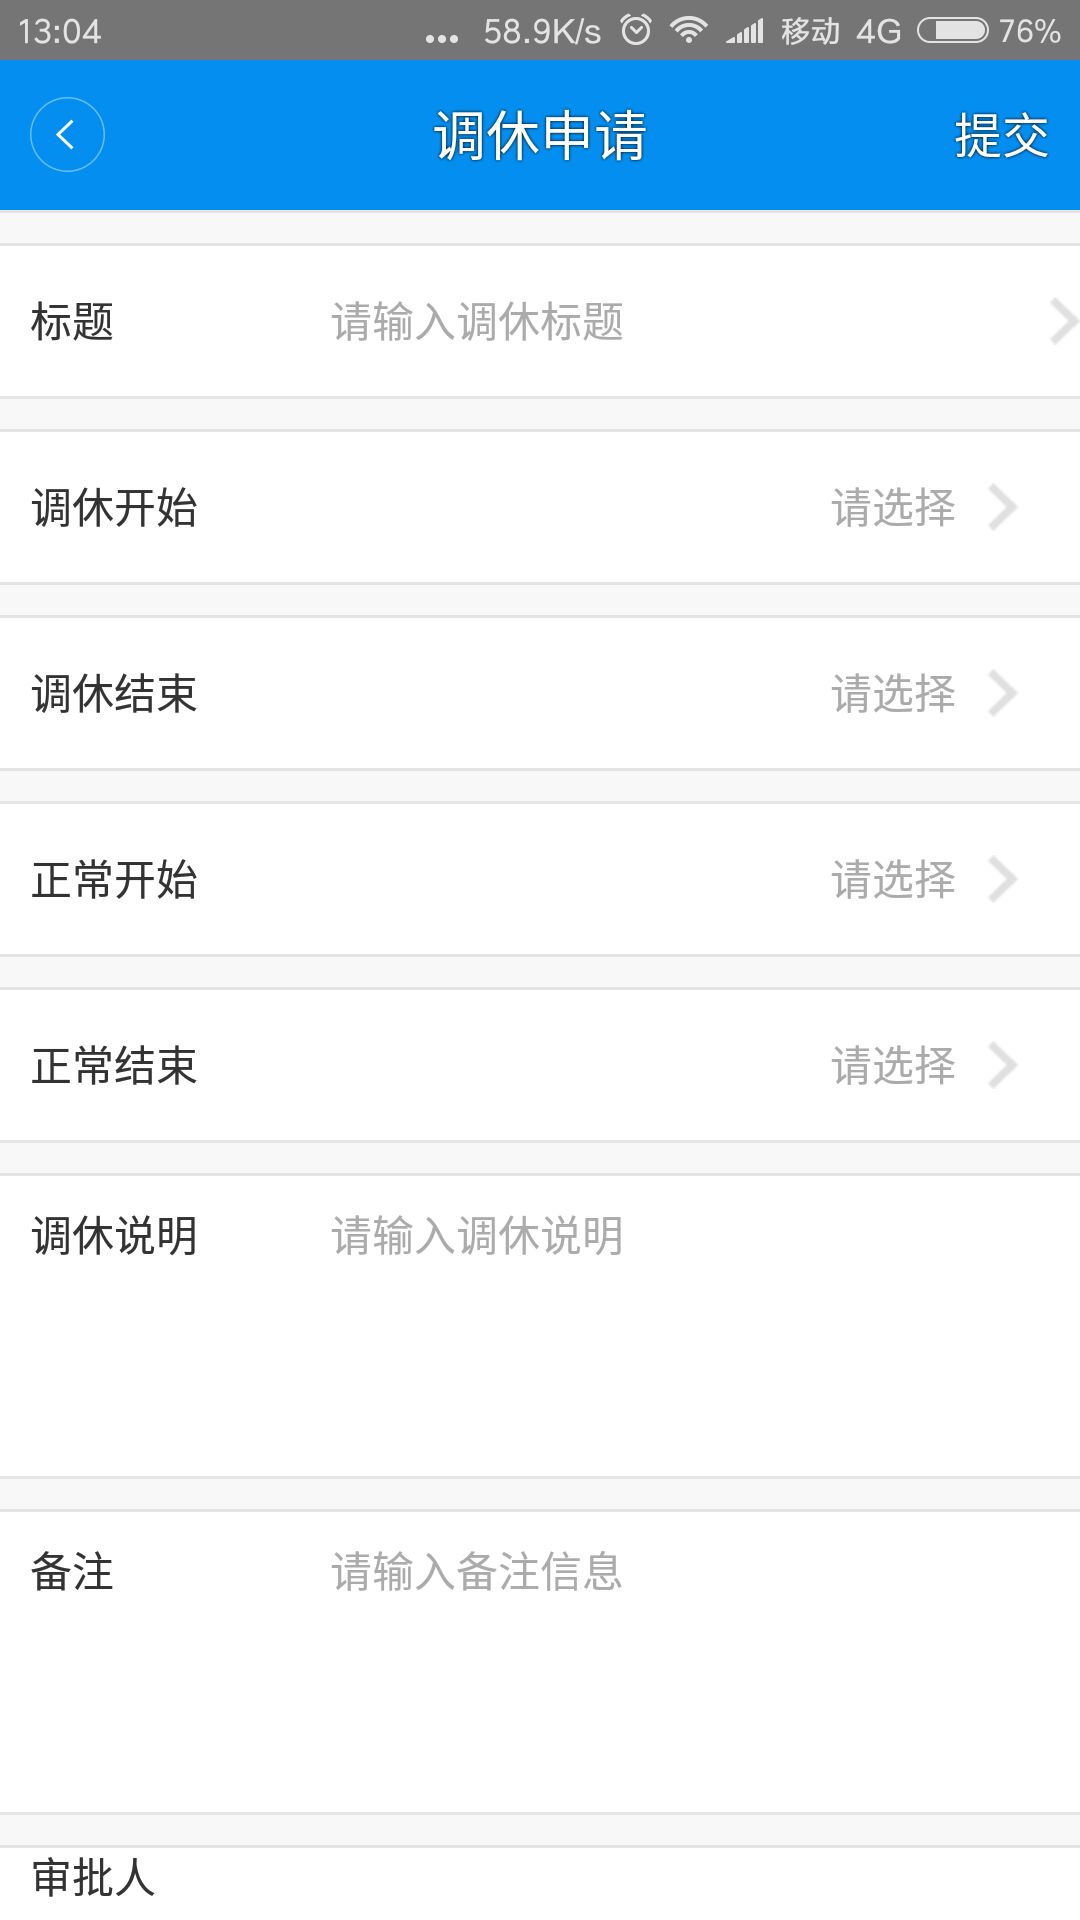 13:04 ... 58.9K/s 移动 4G 76%
调休申请 提交
标题 请输入调休标题
调休开始 请选择
调休结束 请选择
正常开始 请选择
正常结束 请选择
调休说明 请输入调休说明
备注 请输入备注信息
审批人